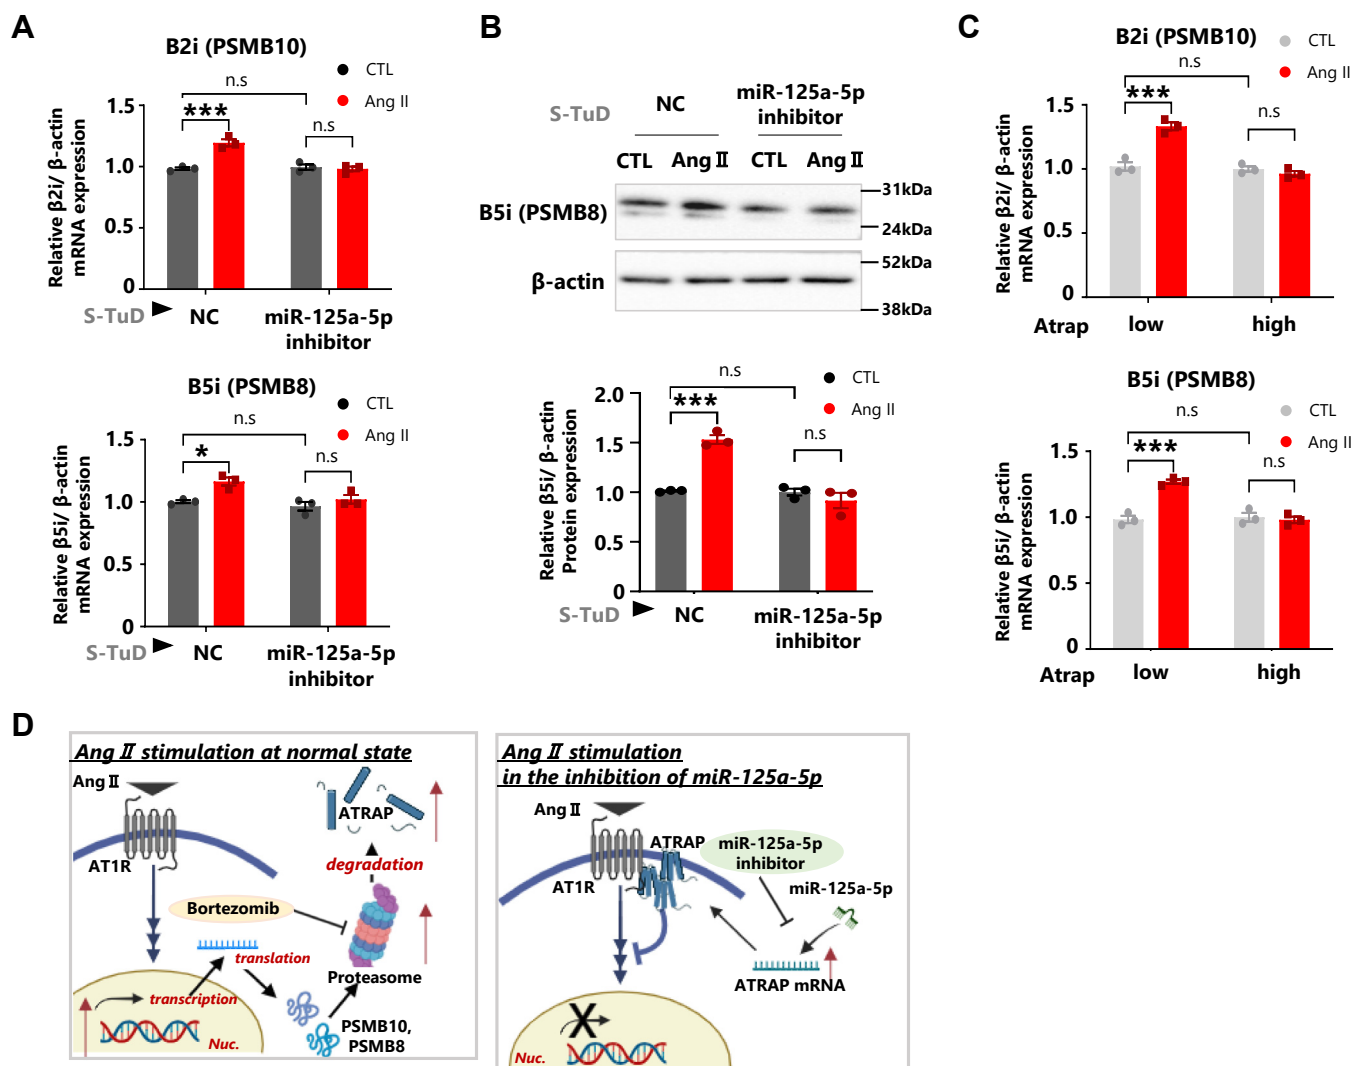 A
B2i (PSMB10)
CTL
Ang II
n.s
***
n.s
1.5
1.0
0.5
0
Relative β2i/ β-actin
mRNA expression
S-TuD
NC
miR-125a-5p
inhibitor
B5i (PSMB8)
CTL
Ang II
n.s
*
n.s
1.5
1.0
0.5
0
Relative β5i/ β-actin
mRNA expression
S-TuD
NC
miR-125a-5p
inhibitor
B
S-TuD
NC
miR-125a-5p
inhibitor
CTL Ang Ⅱ CTL Ang Ⅱ
B5i (PSMB8)
31kDa
24kDa
β-actin
52kDa
38kDa
CTL
Ang II
n.s
***
n.s
2.0
1.5
1.0
0.5
0
Relative β5i/ β-actin
Protein expression
S-TuD
NC
miR-125a-5p
inhibitor
C
B2i (PSMB10)
CTL
Ang II
n.s
***
n.s
1.5
1.0
0.5
0
Relative β2i/ β-actin
mRNA expression
Atrap
low
high
B5i (PSMB8)
CTL
Ang II
n.s
***
n.s
1.5
1.0
0.5
0
Relative β5i/ β-actin
mRNA expression
Atrap
low
high
D
Ang Ⅱ stimulation at normal state
Ang Ⅱ
AT1R
ATRAP
degradation
Bortezomib
translation
Proteasome
transcription
PSMB10,
PSMB8
Nuc.
Ang Ⅱ stimulation
in the inhibition of miR-125a-5p
Ang Ⅱ
ATRAP
AT1R
miR-125a-5p
inhibitor
miR-125a-5p
ATRAP mRNA
X
Nuc.